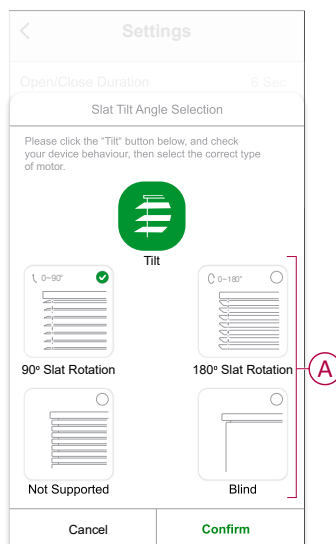 Settings
Open/Close Duration 6 Sec
Slat Tilt Angle Selection
Please click the “Tilt” button
below, and check
your device behaviour, then
select the correct type
of motor.
Tilt
0~90° 0~180°
90° Slat Rotation 180° Slat Rotation
A
Not Supported Blind
Cancel Confirm